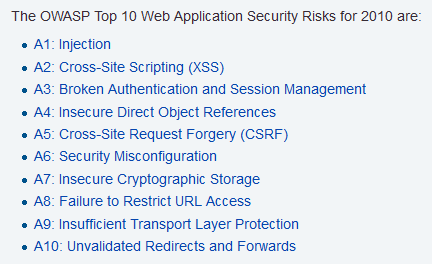 The OWASP Top 10 Web Application Security Risks for 2010 are:
A1: Injection
A2: Cross-Site Scripting (XSS)
A3: Broken Authentication and Session Management
A4: Insecure Direct Object References
A5: Cross-Site Request Forgery (CSRF)
A6: Security Misconfiguration
A7: Insecure Cryptographic Storage
A8: Failure to Restrict URL Access
A9: Insufficient Transport Layer Protection
A10: Unvalidated Redirects and Forwards